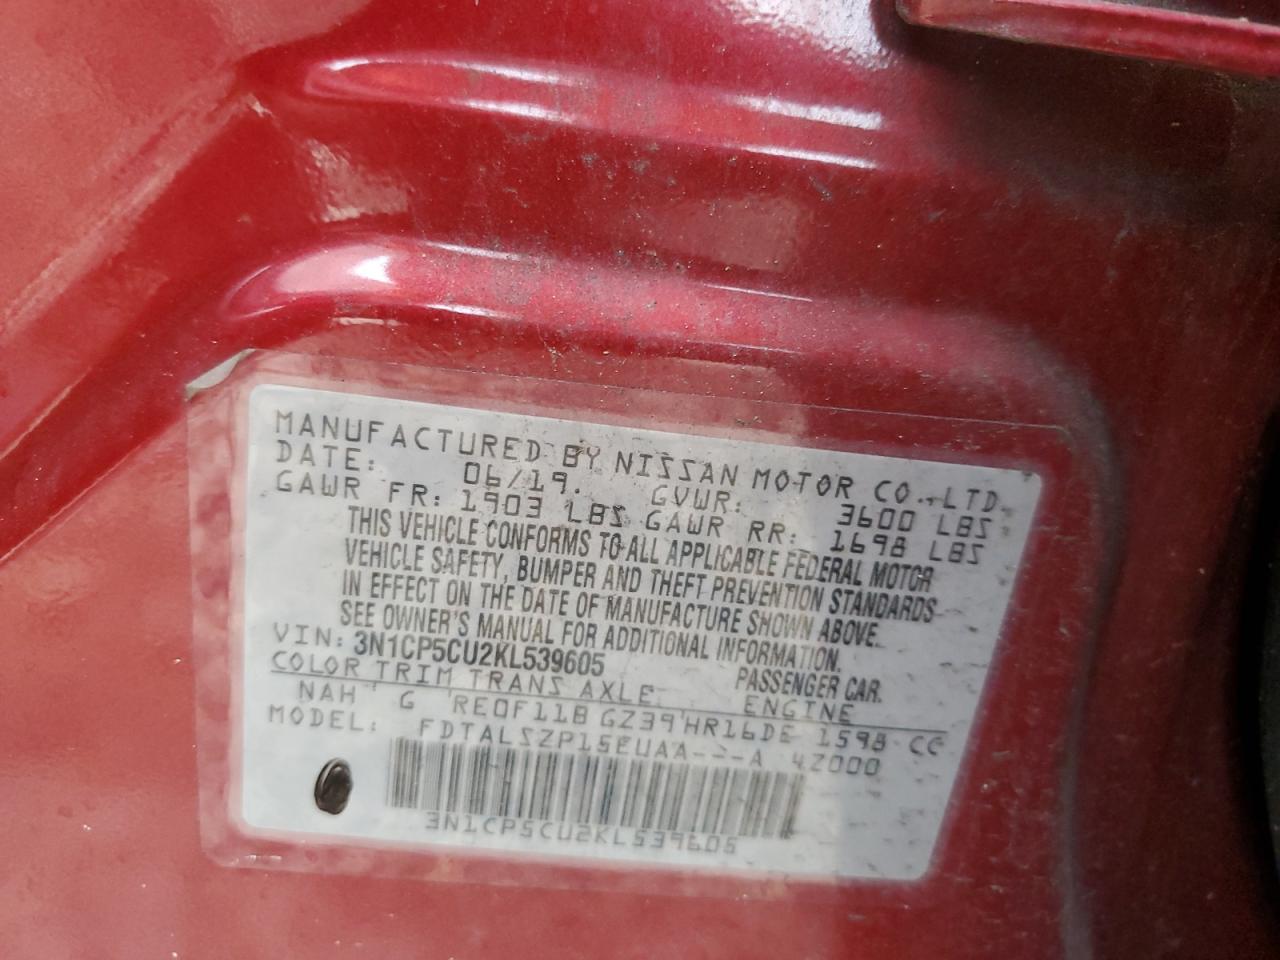 MANUFACTURED BY NISSAN MOTOR CO., LTD.
DATE: 06/19. GVWR: 3600 LBS
GAWR FR: 1903 LBS GAWR RR: 1698 LBS
THIS VEHICLE CONFORMS TO ALL APPLICABLE FEDERAL MOTOR
VEHICLE SAFETY, BUMPER AND THEFT PREVENTION STANDARDS
IN EFFECT ON THE DATE OF MANUFACTURE SHOWN ABOVE.
SEE OWNER'S MANUAL FOR ADDITIONAL INFORMATION.
VIN: 3N1CP5CU2KL539605 PASSENGER CAR.
COLOR TRIM TRANS AXLE ENGINE
NAH G RE0F11B GZ39 HR16DE 1598 CC
MODEL: FDTALSZP15EUAA---A 42000
3N1CP5CU2KL539605